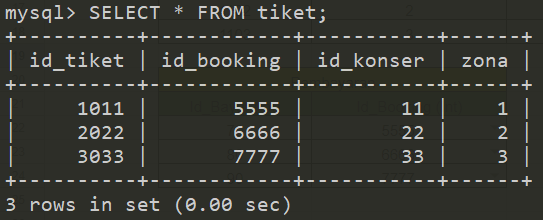 mysql> SELECT * FROM tiket;
+----------+------------+-----------+------+
| id_tiket | id_booking | id_konser | zona |
+----------+------------+-----------+------+
|     1011 |       5555 |        11 |    1 |
|     2022 |       6666 |        22 |    2 |
|     3033 |       7777 |        33 |    3 |
+----------+------------+-----------+------+
3 rows in set (0.00 sec)